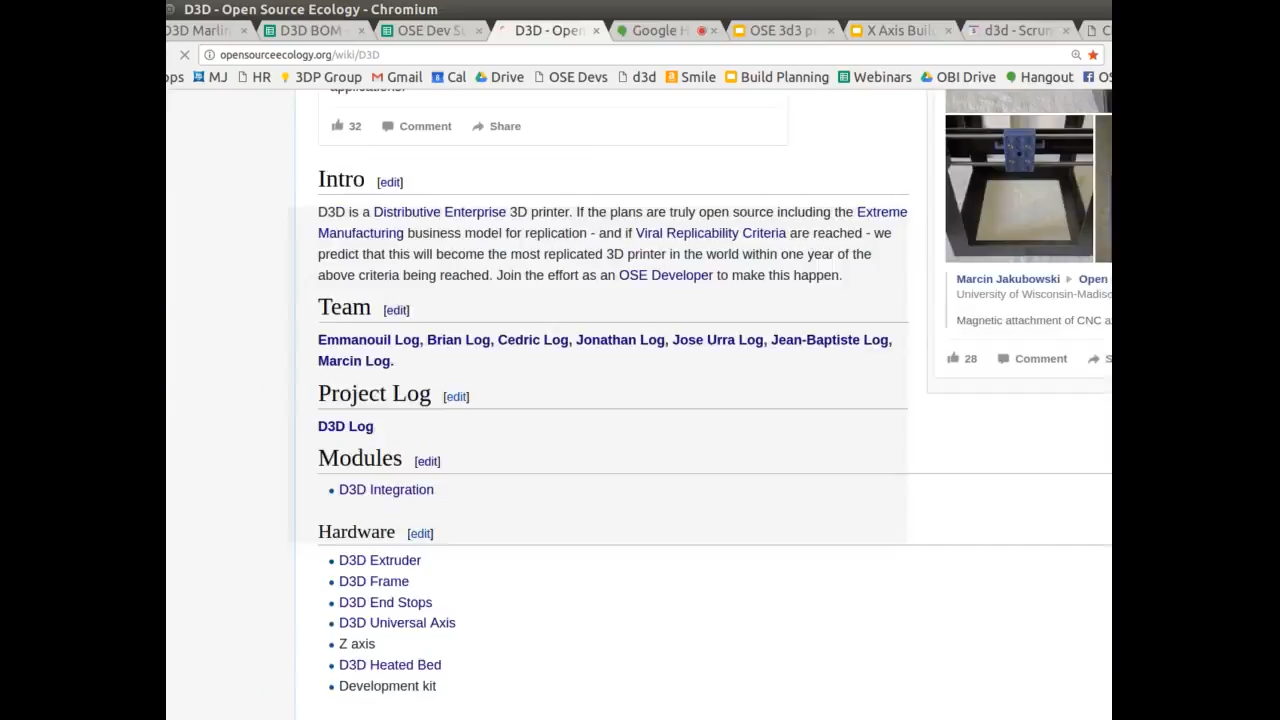 D3D - Open Source Ecology - Chromium
D3D Marlin
D3D BOM
OSE Dev Su
D3D - Open
Google H
OSE 3d3 p
X Axis Buil
d3d - Scrum
opensourceecology.org/wiki/D3D
MJ
HR
3DP Group
Gmail
Cal
Drive
OSE Devs
d3d
Smile
Build Planning
Webinars
OBI Drive
Hangout
applications.
32 Comment Share
Intro [edit]
D3D is a Distributive Enterprise 3D printer. If the plans are truly open source including the Extreme
Manufacturing business model for replication - and if Viral Replicability Criteria are reached - we
predict that this will become the most replicated 3D printer in the world within one year of the
above criteria being reached. Join the effort as an OSE Developer to make this happen.
Team [edit]
Emmanouil Log, Brian Log, Cedric Log, Jonathan Log, Jose Urra Log, Jean-Baptiste Log,
Marcin Log.
Project Log [edit]
D3D Log
Modules [edit]
D3D Integration
Hardware [edit]
D3D Extruder
D3D Frame
D3D End Stops
D3D Universal Axis
Z axis
D3D Heated Bed
Development kit
Marcin Jakubowski Open
University of Wisconsin-Madisc
Magnetic attachment of CNC a
28 Comment S